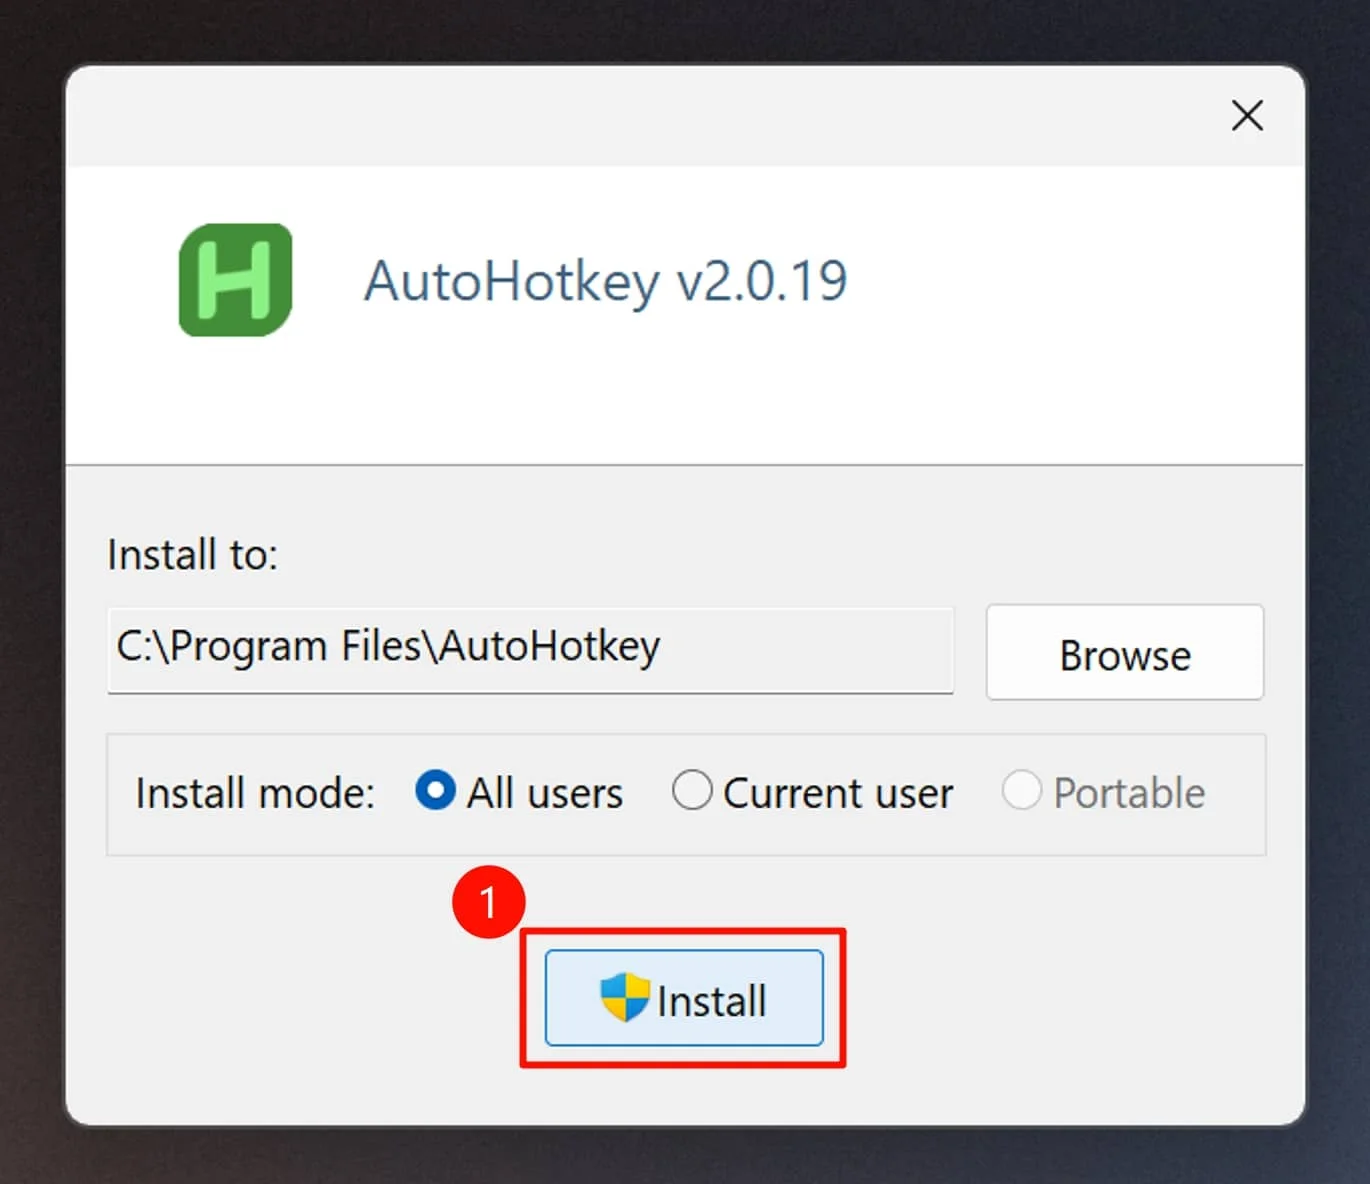 AutoHotkey v2.0.19
Install to:
C:\Program Files\AutoHotkey
Browse
Install mode: All users Current user Portable
1
Install